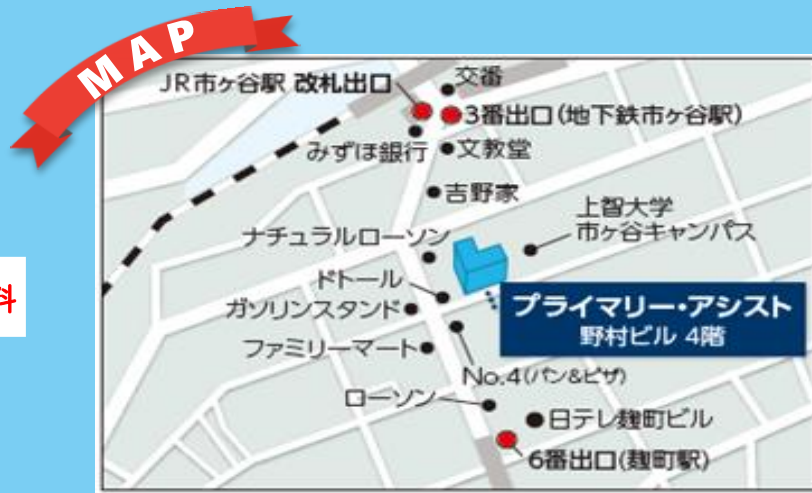 MAP
JR市ヶ谷駅 改札出口
交番
3番出口(地下鉄市ヶ谷駅)
みずほ銀行
文教堂
吉野家
上智大学
市ヶ谷キャンパス
ナチュラルローソン
ドトール
ガソリンスタンド
プライマリー・アシスト
野村ビル 4階
ファミリーマート
No.4(パン&ピザ)
ローソン
日テレ麹町ビル
6番出口(麹町駅)
料